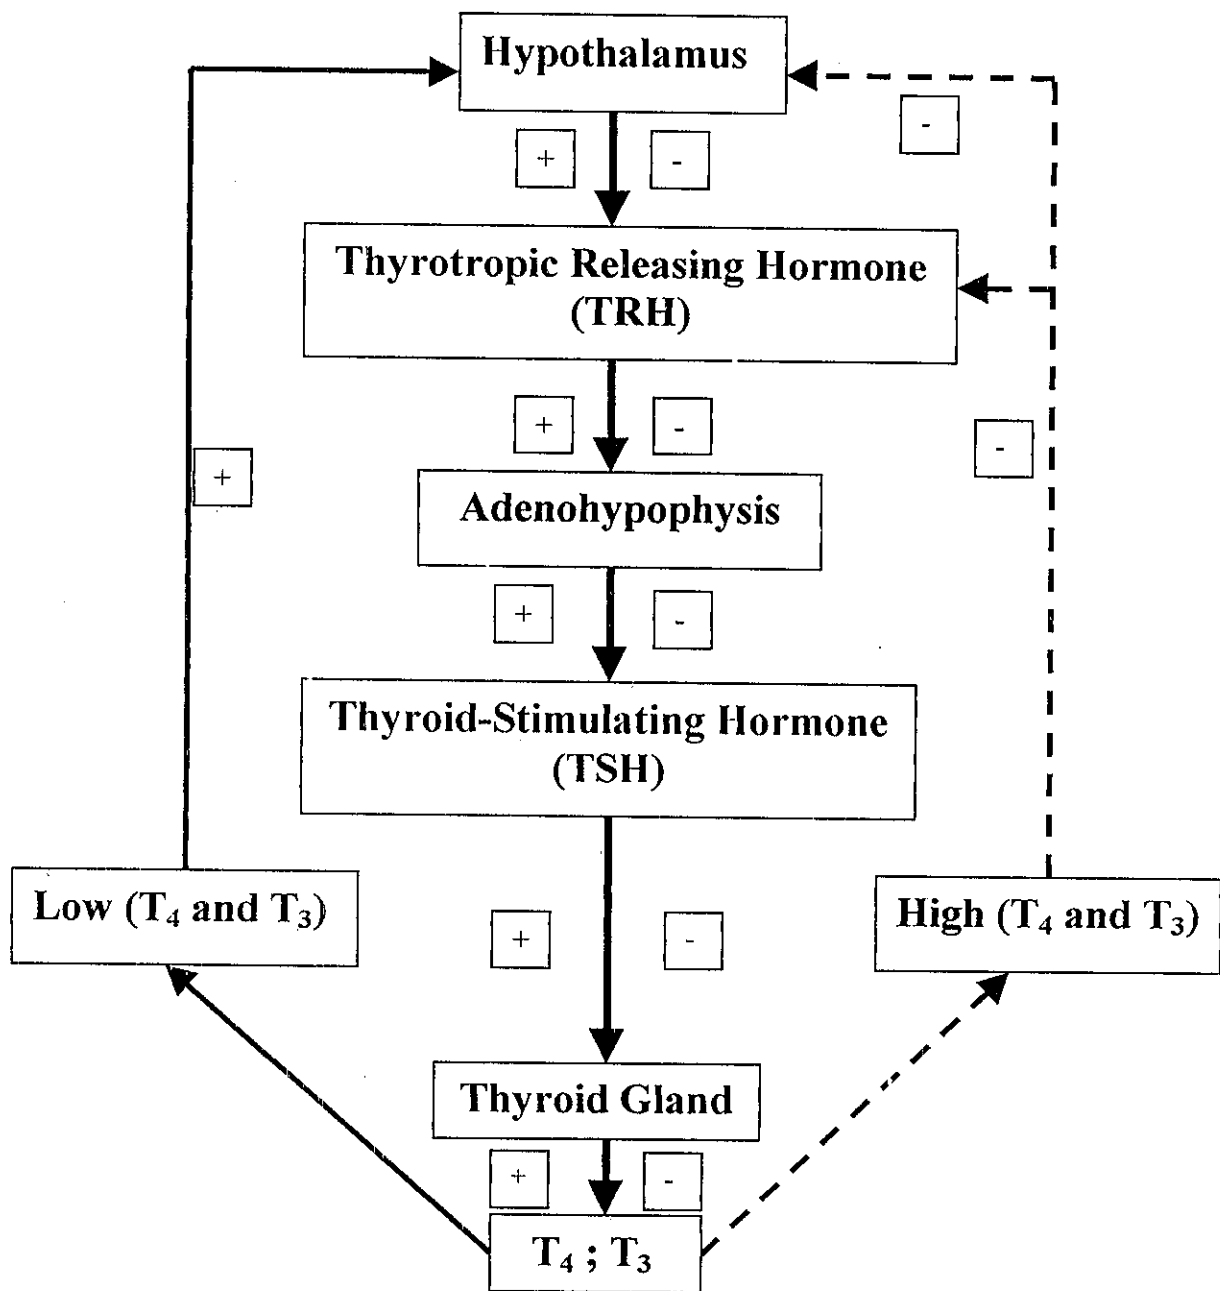 Hypothalamus
-
+ -
Thyrotropic Releasing Hormone
(TRH)
+ -
-
+
Adenohypophysis
+ -
Thyroid-Stimulating Hormone
(TSH)
Low (T₄ and T₃)
High (T₄ and T₃)
+ -
Thyroid Gland
+ -
T₄ ; T₃